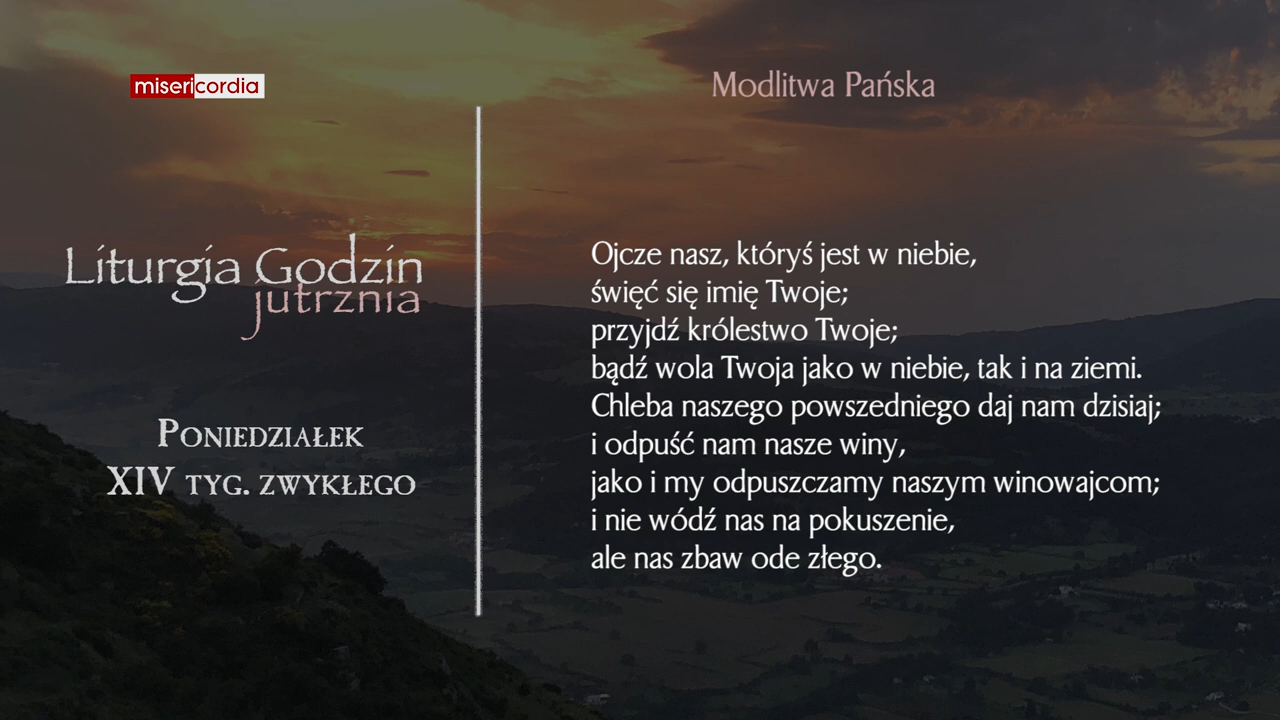 misericordia
Liturgia Godzin
jutrznia
Poniedziałek
XIV tyg. zwykłego
Modlitwa Pańska
Ojcze nasz, któryś jest w niebie,
święć się imię Twoje;
przyjdź królestwo Twoje;
bądź wola Twoja jako w niebie, tak i na ziemi.
Chleba naszego powszedniego daj nam dzisiaj;
i odpuść nam nasze winy,
jako i my odpuszczamy naszym winowajcom;
i nie wódź nas na pokuszenie,
ale nas zbaw ode złego.